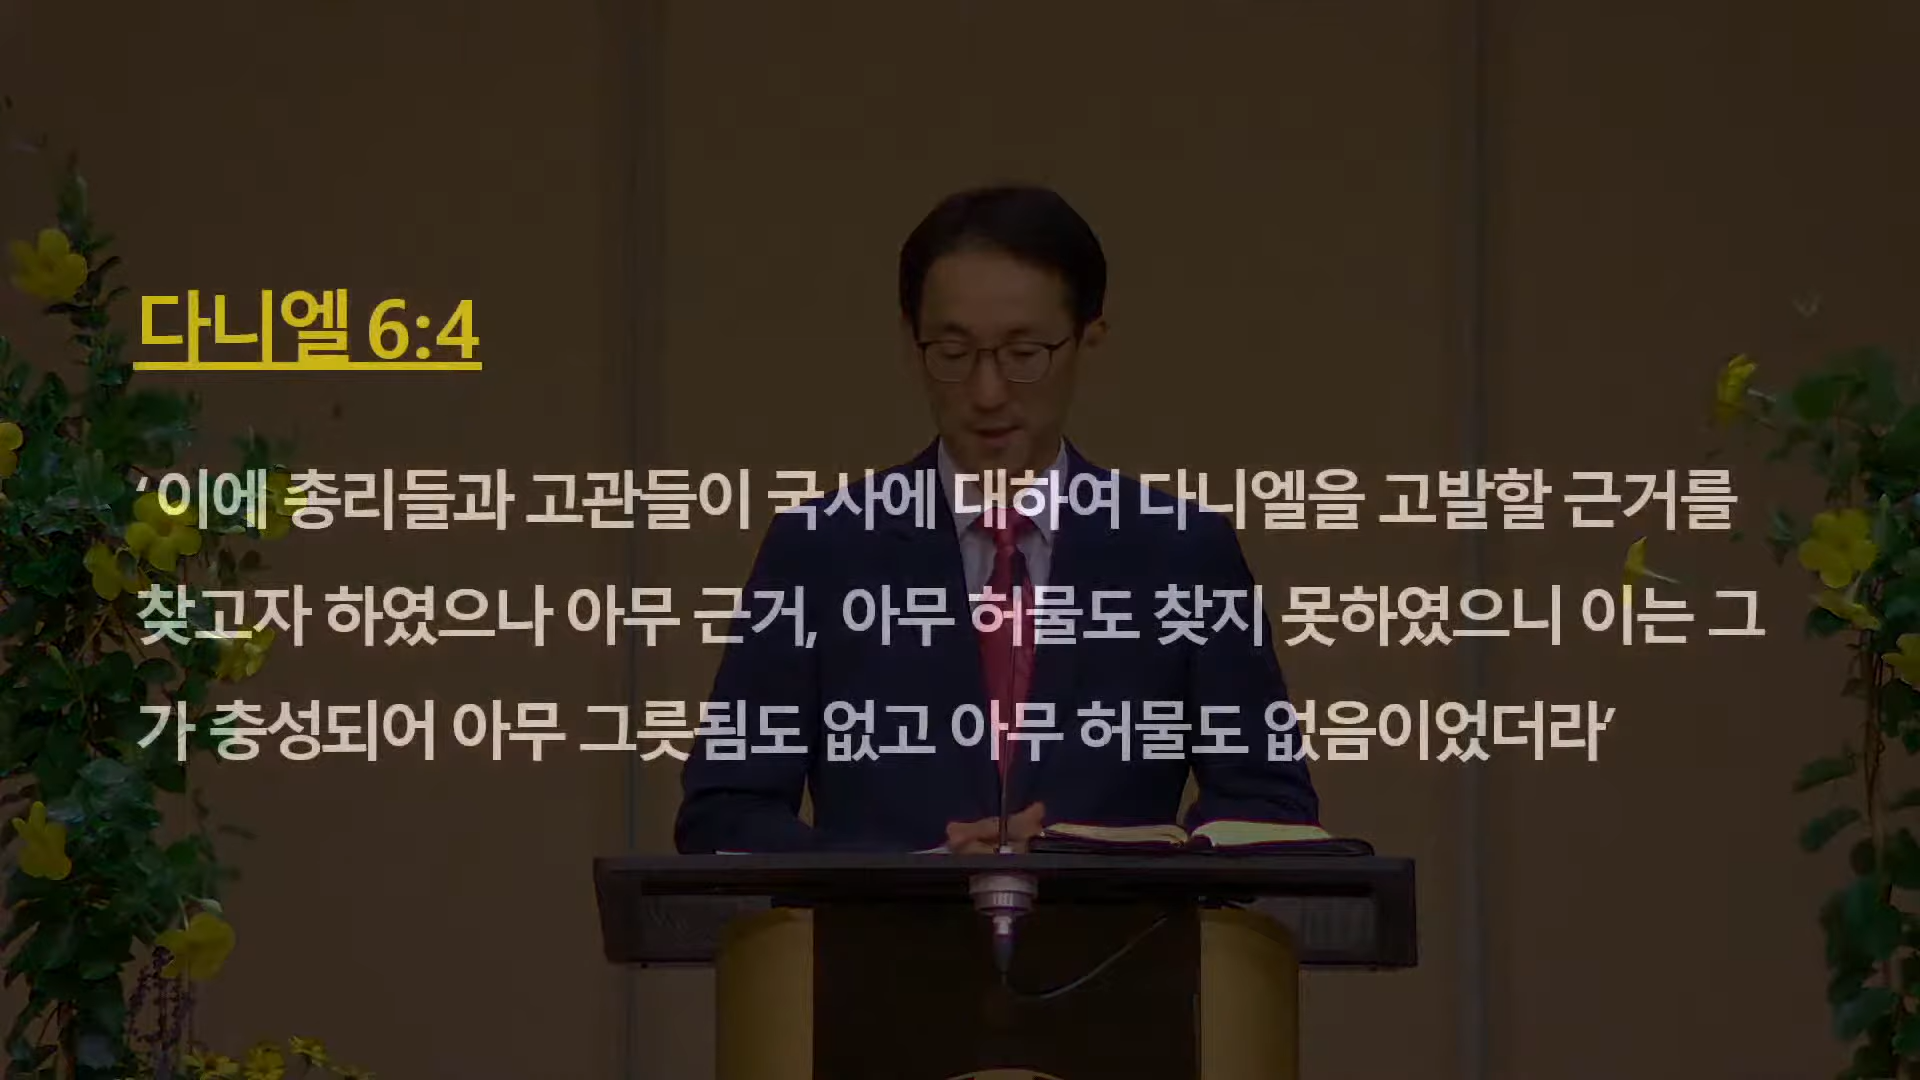 다니엘 6:4
‘이에 총리들과 고관들이 국사에 대하여 다니엘을 고발할 근거를
찾고자 하였으나 아무 근거, 아무 허물도 찾지 못하였으니 이는 그
가 충성되어 아무 그릇됨도 없고 아무 허물도 없음이었더라’